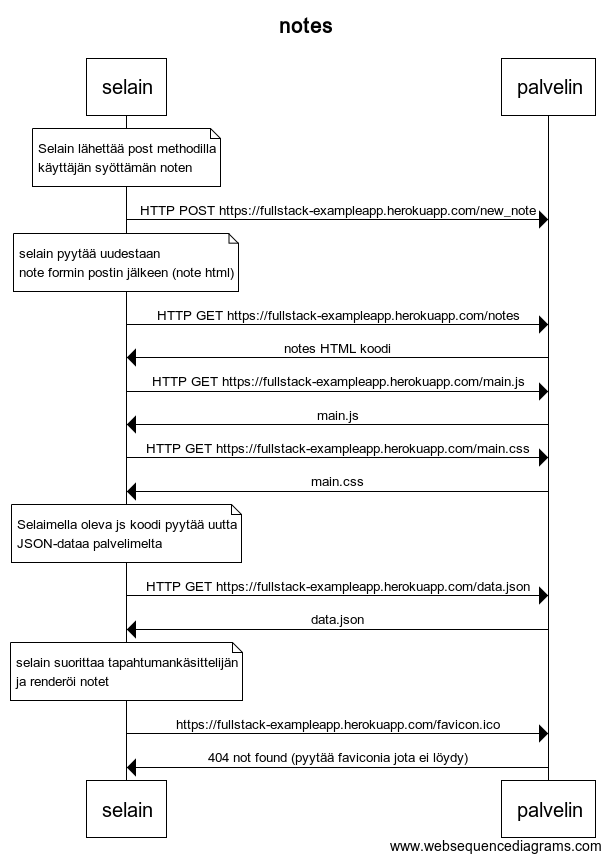 notes
selain
palvelin
Selain lähettää post methodilla
käyttäjän syöttämän noten
HTTP POST https://fullstack-exampleapp.herokuapp.com/new_note
selain pyytää uudestaan
note formin postin jälkeen (note html)
HTTP GET https://fullstack-exampleapp.herokuapp.com/notes
notes HTML koodi
HTTP GET https://fullstack-exampleapp.herokuapp.com/main.js
main.js
HTTP GET https://fullstack-exampleapp.herokuapp.com/main.css
main.css
Selaimella oleva js koodi pyytää uutta
JSON-dataa palvelimelta
HTTP GET https://fullstack-exampleapp.herokuapp.com/data.json
data.json
selain suorittaa tapahtumankäsittelijän
ja renderöi notet
https://fullstack-exampleapp.herokuapp.com/favicon.ico
404 not found (pyytää faviconia jota ei löydy)
selain
palvelin
www.websequencediagrams.com